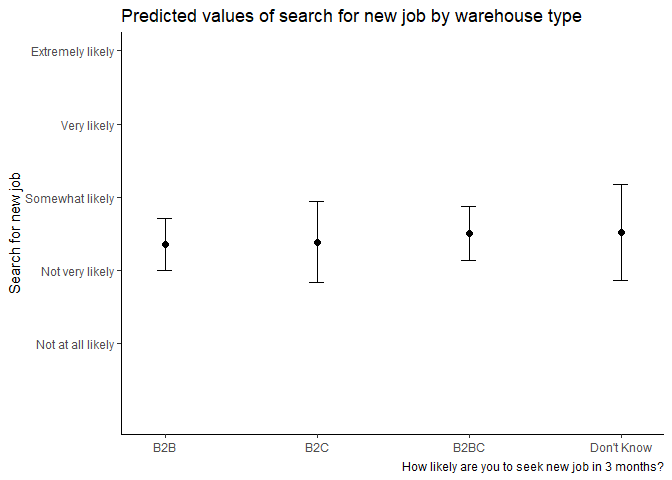 Predicted values of search for new job by warehouse type
Extremely likely
Very likely
Somewhat likely
Not very likely
Not at all likely
Search for new job
B2B
B2C
B2BC
Don't Know
How likely are you to seek new job in 3 months?